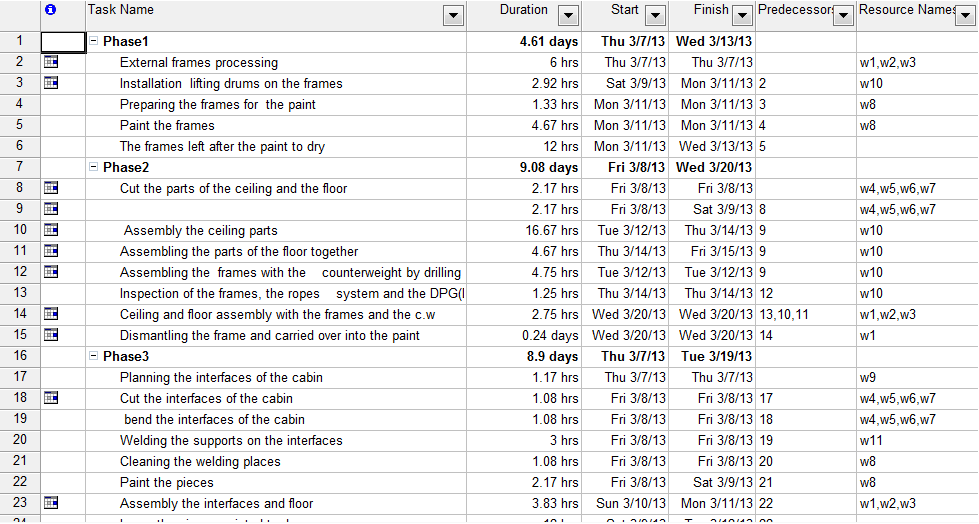 Task Name Duration Start Finish Predecessors Resource Names
1 Phase1 4.61 days Thu 3/7/13 Wed 3/13/13
2 External frames processing 6 hrs Thu 3/7/13 Thu 3/7/13 w1,w2,w3
3 Installation lifting drums on the frames 2.92 hrs Sat 3/9/13 Mon 3/11/13 2 w10
4 Preparing the frames for the paint 1.33 hrs Mon 3/11/13 Mon 3/11/13 3 w8
5 Paint the frames 4.67 hrs Mon 3/11/13 Mon 3/11/13 4 w8
6 The frames left after the paint to dry 12 hrs Mon 3/11/13 Wed 3/13/13 5
7 Phase2 9.08 days Fri 3/8/13 Wed 3/20/13
8 Cut the parts of the ceiling and the floor 2.17 hrs Fri 3/8/13 Fri 3/8/13 w4,w5,w6,w7
9 2.17 hrs Fri 3/8/13 Sat 3/9/13 8 w4,w5,w6,w7
10 Assembly the ceiling parts 16.67 hrs Tue 3/12/13 Thu 3/14/13 9 w10
11 Assembling the parts of the floor together 4.67 hrs Thu 3/14/13 Fri 3/15/13 9 w10
12 Assembling the frames with the counterweight by drilling 4.75 hrs Tue 3/12/13 Tue 3/12/13 9 w10
13 Inspection of the frames, the ropes system and the DPG( 1.25 hrs Thu 3/14/13 Thu 3/14/13 12 w10
14 Ceiling and floor assembly with the frames and the c.w 2.75 hrs Wed 3/20/13 Wed 3/20/13 13,10,11 w1,w2,w3
15 Dismantling the frame and carried over into the paint 0.24 days Wed 3/20/13 Wed 3/20/13 14 w1
16 Phase3 8.9 days Thu 3/7/13 Tue 3/19/13
17 Planning the interfaces of the cabin 1.17 hrs Thu 3/7/13 Thu 3/7/13 w9
18 Cut the interfaces of the cabin 1.08 hrs Fri 3/8/13 Fri 3/8/13 17 w4,w5,w6,w7
19 bend the interfaces of the cabin 1.08 hrs Fri 3/8/13 Fri 3/8/13 18 w4,w5,w6,w7
20 Welding the supports on the interfaces 3 hrs Fri 3/8/13 Fri 3/8/13 19 w11
21 Cleaning the welding places 1.08 hrs Fri 3/8/13 Fri 3/8/13 20 w8
22 Paint the pieces 2.17 hrs Fri 3/8/13 Sat 3/9/13 21 w8
23 Assembly the interfaces and floor 3.83 hrs Sun 3/10/13 Mon 3/11/13 22 w1,w2,w3